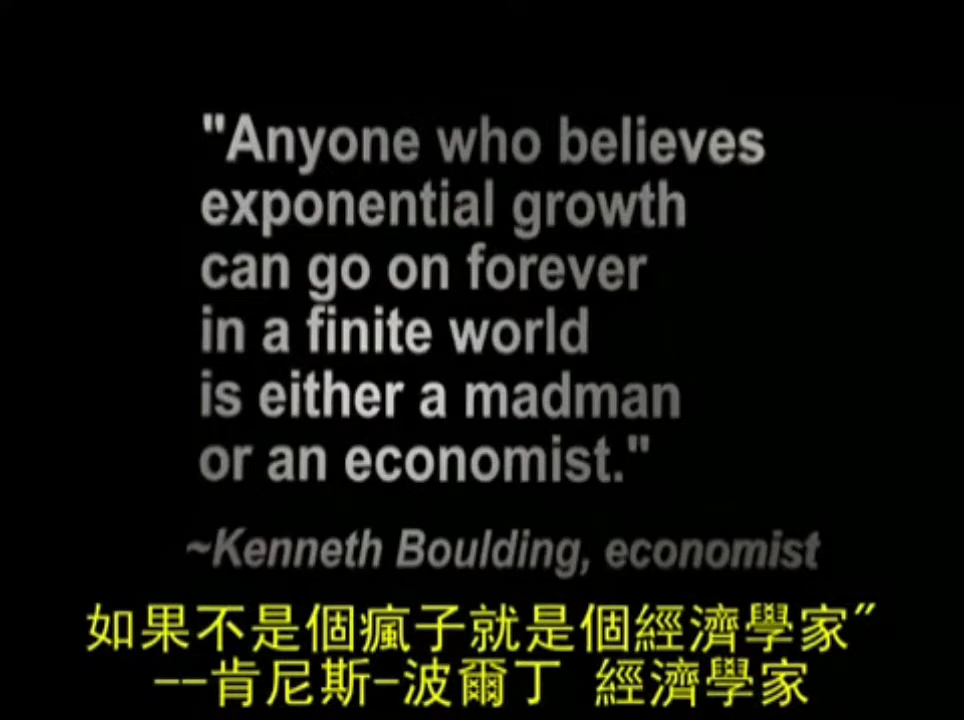 "Anyone who believes
exponential growth
can go on forever
in a finite world
is either a madman
or an economist."
~Kenneth Boulding, economist
如果不是個瘋子就是個經濟學家"
--肯尼斯-波爾丁 經濟學家